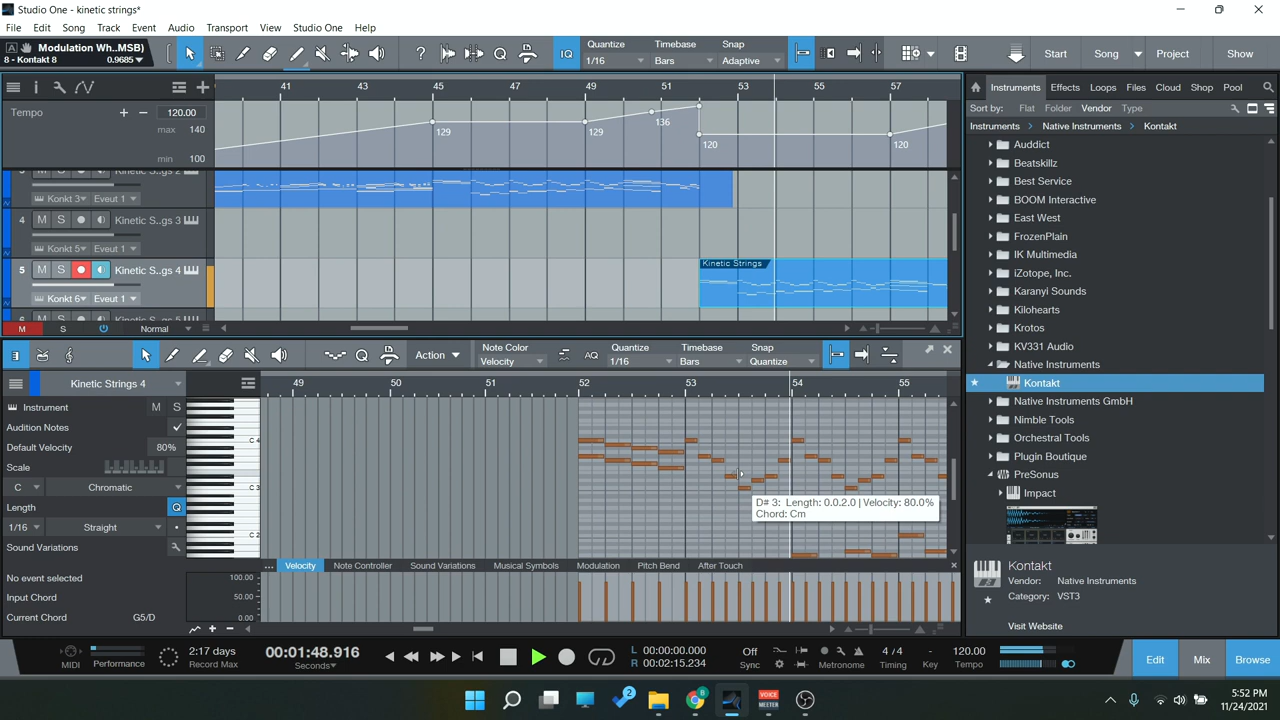 Studio One - kinetic strings*
File Edit Song Track Event Audio Transport View Studio One Help
Modulation Wh..MSB)
8 - Kontakt 8 0.9685
IQ
Quantize
1/16
Timebase
Bars
Snap
Adaptive
Start Song Project Show
41 43 45 47 49 51 53 55 57
Tempo 120.00
max 140
min 100
129 129 136 120 120
M S Kinetic S..gs 2
Konkt 3 Eveut 1
4 M S Kinetic S..gs 3
Konkt 5 Eveut 1
5 M S Kinetic S..gs 4
Konkt 6 Eveut 1
Kinetic Strings
M S Normal
Instruments Effects Loops Files Cloud Shop Pool
Sort by: Flat Folder Vendor Type
Instruments Native Instruments Kontakt
Auddict
Beatskillz
Best Service
BOOM Interactive
East West
FrozenPlain
IK Multimedia
iZotope, Inc.
Karanyi Sounds
Kilohearts
Krotos
KV331 Audio
Native Instruments
Kontakt
Native Instruments GmbH
Nimble Tools
Orchestral Tools
Plugin Boutique
PreSonus
Impact
Kontakt
Vendor: Native Instruments
Category: VST3
Visit Website
Action
Note Color
Velocity
AQ
Quantize
1/16
Timebase
Bars
Snap
Quantize
Kinetic Strings 4
49 50 51 52 53 54 55
Instrument M S
Audition Notes
Default Velocity 80%
Scale
C Chromatic
Length Q
1/16 Straight
Sound Variations
No event selected
Input Chord
Current Chord G5/D
C 4
C 3
C 2
D# 3: Length: 0.0.2.0 | Velocity: 80.0%
Chord: Cm
... Velocity Note Controller Sound Variations Musical Symbols Modulation Pitch Bend After Touch
100.00
50.00
0.00
MIDI
Performance
2:17 days
Record Max
00:01:48.916
Seconds
L 00:00:00.000
R 00:02:15.234
Off
Sync
Metronome
4 / 4
Timing
-
Key
120.00
Tempo
Edit Mix Browse
2
B
VOICE
MEETER
5:52 PM
11/24/2021